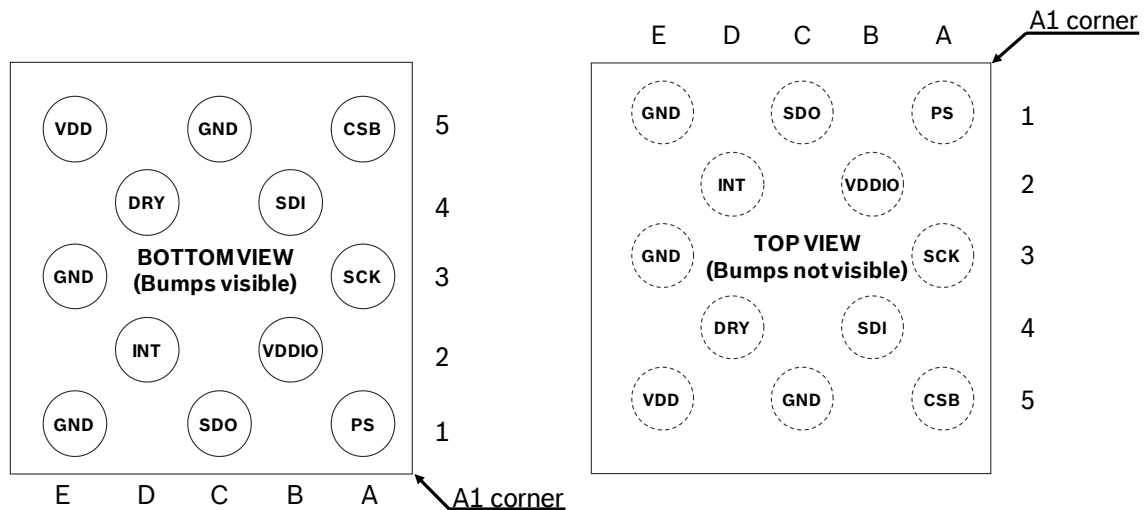 VDD GND CSB 5
DRY SDI 4
BOTTOM VIEW
(Bumps visible)
GND SCK 3
INT VDDIO 2
GND SDO PS 1
E D C B A
A1 corner
A1 corner
E D C B A
GND SDO PS 1
INT VDDIO 2
TOP VIEW
(Bumps not visible)
GND SCK 3
DRY SDI 4
VDD GND CSB 5